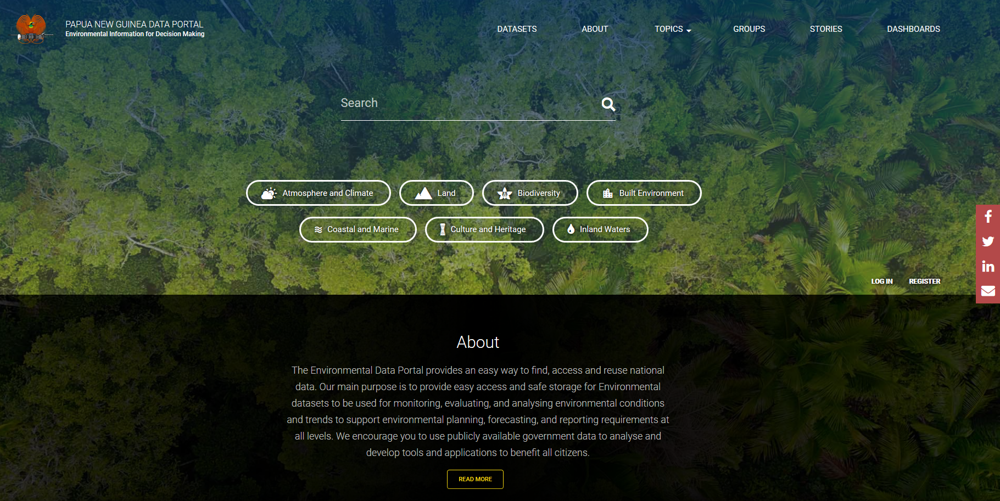 PAPUA NEW GUINEA DATA PORTAL
Environmental Information for Decision Making
DATASETS
ABOUT
TOPICS
GROUPS
STORIES
DASHBOARDS
Search
Atmosphere and Climate
Land
Biodiversity
Built Environment
Coastal and Marine
Culture and Heritage
Inland Waters
LOG IN
REGISTER
About
The Environmental Data Portal provides an easy way to find, access and reuse national
data. Our main purpose is to provide easy access and safe storage for Environmental
datasets to be used for monitoring, evaluating, and analysing environmental conditions
and trends to support environmental planning, forecasting, and reporting requirements at
all levels. We encourage you to use publicly available government data to analyse and
develop tools and applications to benefit all citizens.
READ MORE